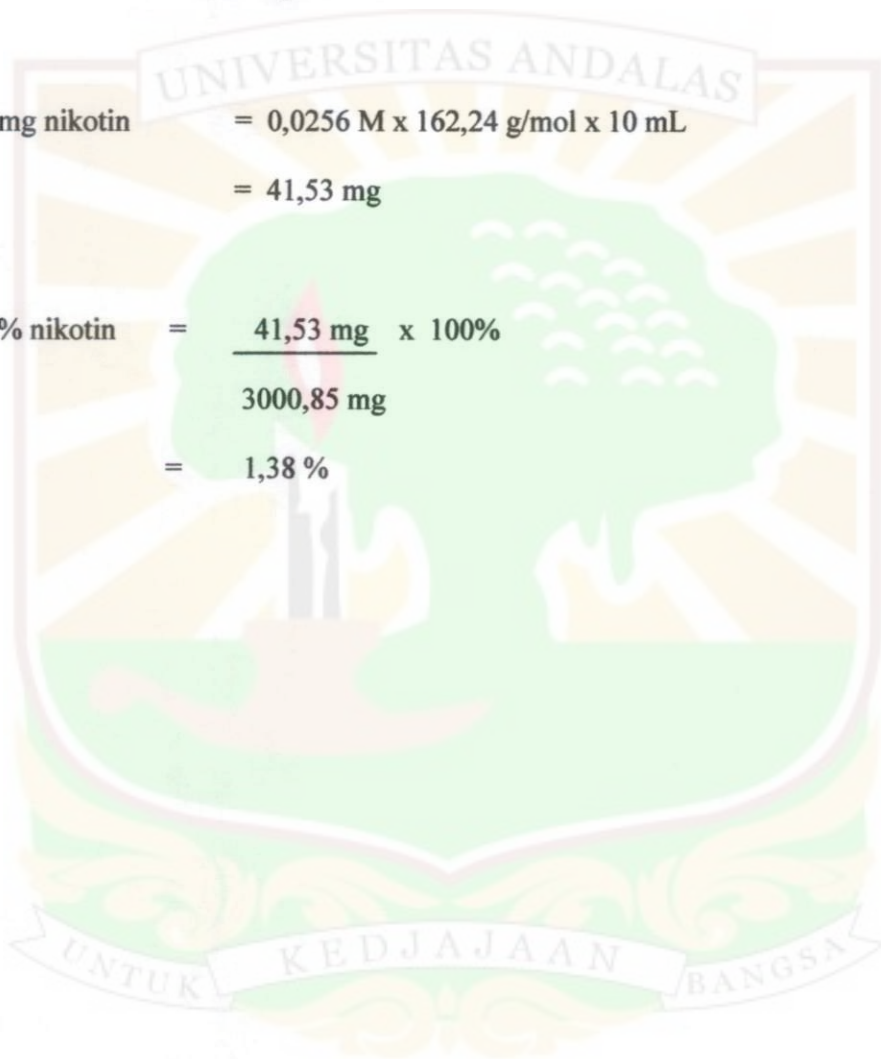 UNIVERSITAS ANDALAS
mg nikotin = 0,0256 M x 162,24 g/mol x 10 mL
= 41,53 mg
% nikotin = 41,53 mg x 100%
3000,85 mg
= 1,38 %
UNTUK KEDJAJAAN BANGSA